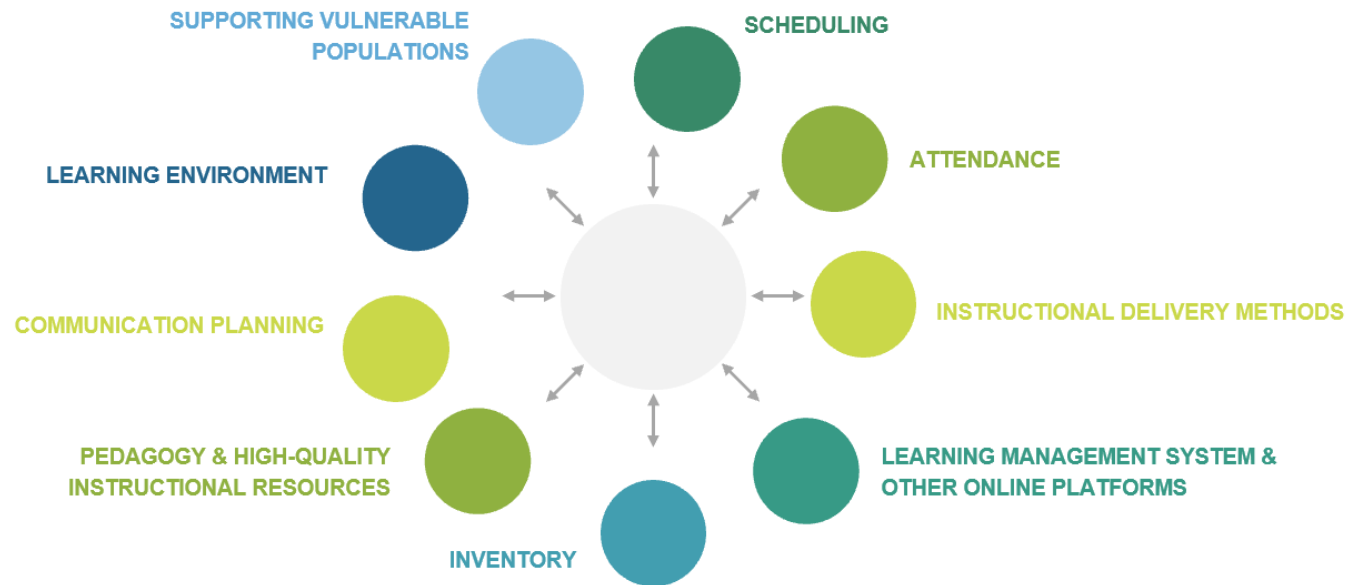 SUPPORTING VULNERABLE
POPULATIONS
SCHEDULING
ATTENDANCE
LEARNING ENVIRONMENT
INSTRUCTIONAL DELIVERY METHODS
COMMUNICATION PLANNING
PEDAGOGY & HIGH-QUALITY
INSTRUCTIONAL RESOURCES
LEARNING MANAGEMENT SYSTEM &
OTHER ONLINE PLATFORMS
INVENTORY